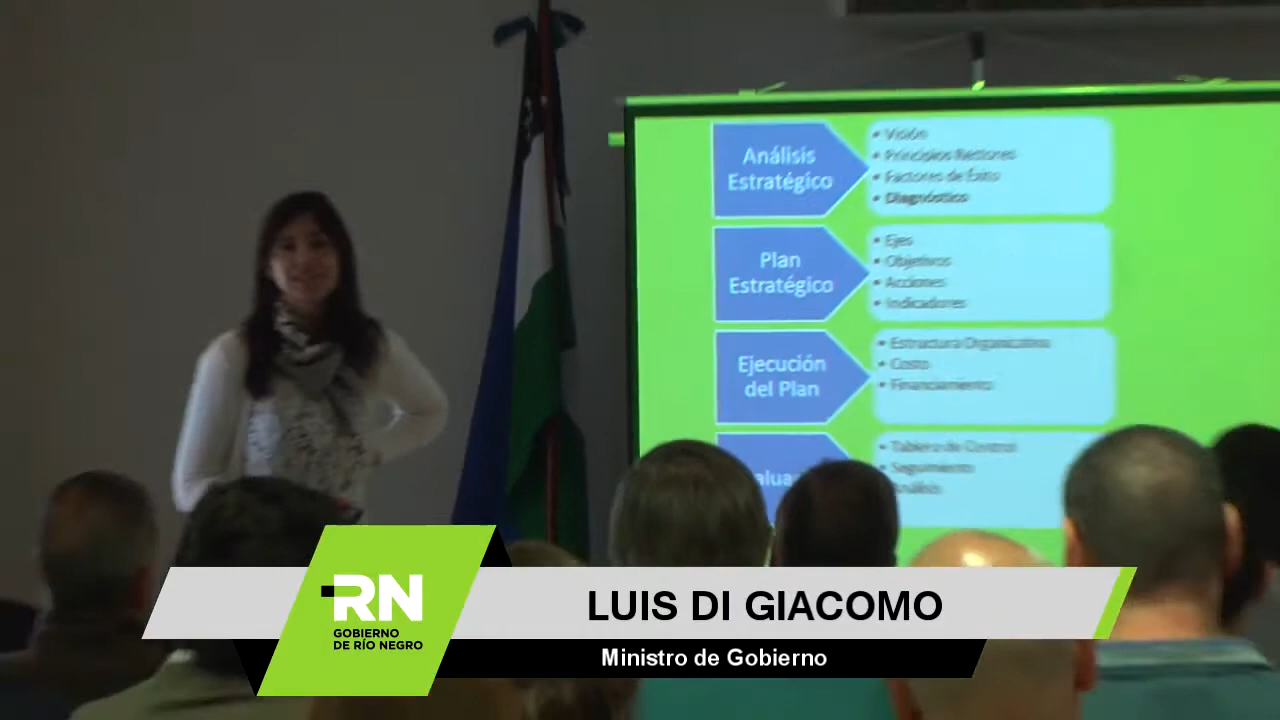 Análisis
Estratégico
• Visión
• Principios Rectores
• Factores de Éxito
• Diagnóstico
Plan
Estratégico
• Ejes
• Objetivos
• Acciones
• Indicadores
Ejecución
del Plan
• Estructura Organizativa
• Costo
• Financiamiento
• Tablero de Control
• Seguimiento
RN
GOBIERNO
DE RÍO NEGRO
LUIS DI GIACOMO
Ministro de Gobierno